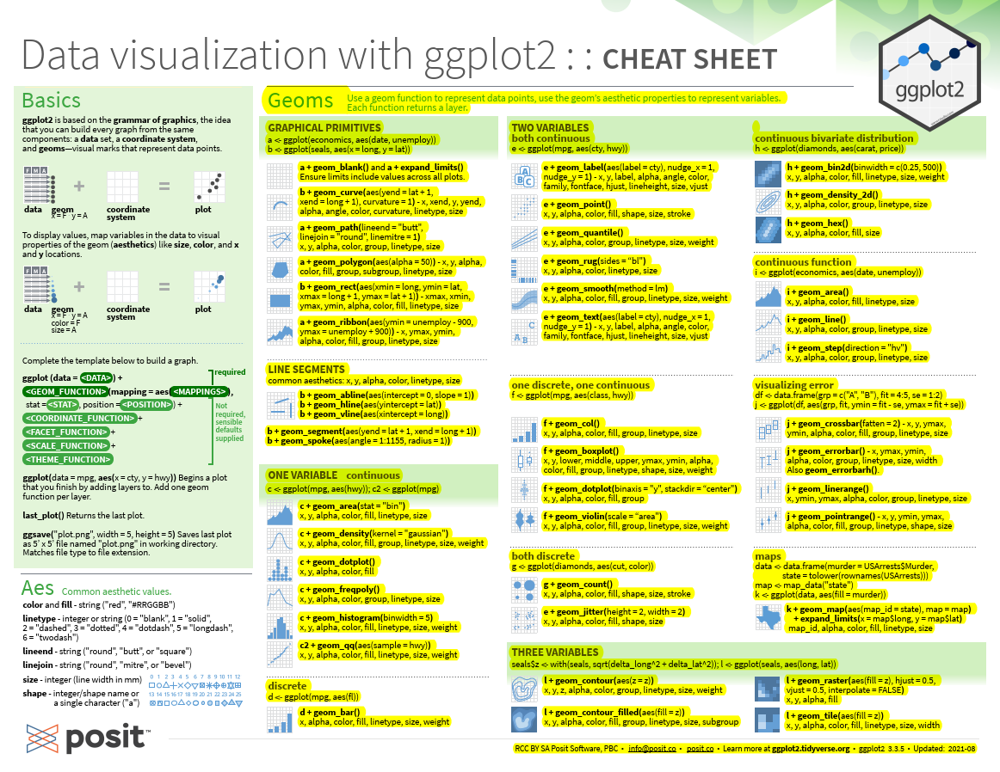 Data visualization with ggplot2 : : CHEAT SHEET
ggplot2
Basics
ggplot2 is based on the grammar of graphics, the idea
that you can build every graph from the same
components: a data set, a coordinate system,
and geoms—visual marks that represent data points.
F M A
+
=
data geom coordinate plot
x = F · y = A system
To display values, map variables in the data to visual
properties of the geom (aesthetics) like size, color, and x
and y locations.
F M A
+
=
data geom coordinate plot
x = F · y = A system
color = F
size = A
Complete the template below to build a graph.
required
ggplot (data = <DATA>) +
<GEOM_FUNCTION>(mapping = aes(<MAPPINGS>),
stat = <STAT>, position = <POSITION>) +
<COORDINATE_FUNCTION> +
<FACET_FUNCTION> +
<SCALE_FUNCTION> +
<THEME_FUNCTION>
Not
required,
sensible
defaults
supplied
ggplot(data = mpg, aes(x = cty, y = hwy)) Begins a plot
that you finish by adding layers to. Add one geom
function per layer.
last_plot() Returns the last plot.
ggsave("plot.png", width = 5, height = 5) Saves last plot
as 5' x 5' file named "plot.png" in working directory.
Matches file type to file extension.
Aes Common aesthetic values.
color and fill - string ("red", "#RRGGBB")
linetype - integer or string (0 = "blank", 1 = "solid",
2 = "dashed", 3 = "dotted", 4 = "dotdash", 5 = "longdash",
6 = "twodash")
lineend - string ("round", "butt", or "square")
linejoin - string ("round", "mitre", or "bevel")
size - integer (line width in mm)
0 1 2 3 4 5 6 7 8 9 10 11 12
shape - integer/shape name or
a single character ("a")
13 14 15 16 17 18 19 20 21 22 23 24 25
posit™
Geoms
Use a geom function to represent data points, use the geom's aesthetic properties to represent variables.
Each function returns a layer.
GRAPHICAL PRIMITIVES
a <- ggplot(economics, aes(date, unemploy))
b <- ggplot(seals, aes(x = long, y = lat))
a + geom_blank() and a + expand_limits()
Ensure limits include values across all plots.
b + geom_curve(aes(yend = lat + 1,
xend = long + 1), curvature = 1) - x, xend, y, yend,
alpha, angle, color, curvature, linetype, size
a + geom_path(lineend = "butt",
linejoin = "round", linemitre = 1)
x, y, alpha, color, group, linetype, size
a + geom_polygon(aes(alpha = 50)) - x, y, alpha,
color, fill, group, subgroup, linetype, size
b + geom_rect(aes(xmin = long, ymin = lat,
xmax = long + 1, ymax = lat + 1)) - xmax, xmin,
ymax, ymin, alpha, color, fill, linetype, size
a + geom_ribbon(aes(ymin = unemploy - 900,
ymax = unemploy + 900)) - x, ymax, ymin,
alpha, color, fill, group, linetype, size
LINE SEGMENTS
common aesthetics: x, y, alpha, color, linetype, size
b + geom_abline(aes(intercept = 0, slope = 1))
b + geom_hline(aes(yintercept = lat))
b + geom_vline(aes(xintercept = long))
b + geom_segment(aes(yend = lat + 1, xend = long + 1))
b + geom_spoke(aes(angle = 1:1155, radius = 1))
ONE VARIABLE continuous
c <- ggplot(mpg, aes(hwy)); c2 <- ggplot(mpg)
c + geom_area(stat = "bin")
x, y, alpha, color, fill, linetype, size
c + geom_density(kernel = "gaussian")
x, y, alpha, color, fill, group, linetype, size, weight
c + geom_dotplot()
x, y, alpha, color, fill
c + geom_freqpoly()
x, y, alpha, color, group, linetype, size
c + geom_histogram(binwidth = 5)
x, y, alpha, color, fill, linetype, size, weight
c2 + geom_qq(aes(sample = hwy))
x, y, alpha, color, fill, linetype, size, weight
discrete
d <- ggplot(mpg, aes(fl))
d + geom_bar()
x, alpha, color, fill, linetype, size, weight
TWO VARIABLES
both continuous
e <- ggplot(mpg, aes(cty, hwy))
e + geom_label(aes(label = cty), nudge_x = 1,
nudge_y = 1) - x, y, label, alpha, angle, color,
family, fontface, hjust, lineheight, size, vjust
e + geom_point()
x, y, alpha, color, fill, shape, size, stroke
e + geom_quantile()
x, y, alpha, color, group, linetype, size, weight
e + geom_rug(sides = "bl")
x, y, alpha, color, linetype, size
e + geom_smooth(method = lm)
x, y, alpha, color, fill, group, linetype, size, weight
e + geom_text(aes(label = cty), nudge_x = 1,
nudge_y = 1) - x, y, label, alpha, angle, color,
family, fontface, hjust, lineheight, size, vjust
one discrete, one continuous
f <- ggplot(mpg, aes(class, hwy))
f + geom_col()
x, y, alpha, color, fill, group, linetype, size
f + geom_boxplot()
x, y, lower, middle, upper, ymax, ymin, alpha,
color, fill, group, linetype, shape, size, weight
f + geom_dotplot(binaxis = "y", stackdir = "center")
x, y, alpha, color, fill, group
f + geom_violin(scale = "area")
x, y, alpha, color, fill, group, linetype, size, weight
both discrete
g <- ggplot(diamonds, aes(cut, color))
g + geom_count()
x, y, alpha, color, fill, shape, size, stroke
e + geom_jitter(height = 2, width = 2)
x, y, alpha, color, fill, shape, size
THREE VARIABLES
seals$z <- with(seals, sqrt(delta_long^2 + delta_lat^2)); l <- ggplot(seals, aes(long, lat))
l + geom_contour(aes(z = z))
x, y, z, alpha, color, group, linetype, size, weight
l + geom_contour_filled(aes(fill = z))
x, y, alpha, color, fill, group, linetype, size, subgroup
l + geom_raster(aes(fill = z), hjust = 0.5,
vjust = 0.5, interpolate = FALSE)
x, y, alpha, fill
l + geom_tile(aes(fill = z))
x, y, alpha, color, fill, linetype, size, width
continuous bivariate distribution
h <- ggplot(diamonds, aes(carat, price))
h + geom_bin2d(binwidth = c(0.25, 500))
x, y, alpha, color, fill, linetype, size, weight
h + geom_density_2d()
x, y, alpha, color, group, linetype, size
h + geom_hex()
x, y, alpha, color, fill, size
continuous function
i <- ggplot(economics, aes(date, unemploy))
i + geom_area()
x, y, alpha, color, fill, linetype, size
i + geom_line()
x, y, alpha, color, group, linetype, size
i + geom_step(direction = "hv")
x, y, alpha, color, group, linetype, size
visualizing error
df <- data.frame(grp = c("A", "B"), fit = 4:5, se = 1:2)
j <- ggplot(df, aes(grp, fit, ymin = fit - se, ymax = fit + se))
j + geom_crossbar(fatten = 2) - x, y, ymax,
ymin, alpha, color, fill, group, linetype, size
j + geom_errorbar() - x, ymax, ymin,
alpha, color, group, linetype, size, width
Also geom_errorbarh().
j + geom_linerange()
x, ymin, ymax, alpha, color, group, linetype, size
j + geom_pointrange() - x, y, ymin, ymax,
alpha, color, fill, group, linetype, shape, size
maps
data <- data.frame(murder = USArrests$Murder,
state = tolower(rownames(USArrests)))
map <- map_data("state")
k <- ggplot(data, aes(fill = murder))
k + geom_map(aes(map_id = state), map = map)
+ expand_limits(x = map$long, y = map$lat)
map_id, alpha, color, fill, linetype, size
RCC BY SA Posit Software, PBC • info@posit.co • posit.co • Learn more at ggplot2.tidyverse.org • ggplot2 3.3.5 • Updated: 2021-08